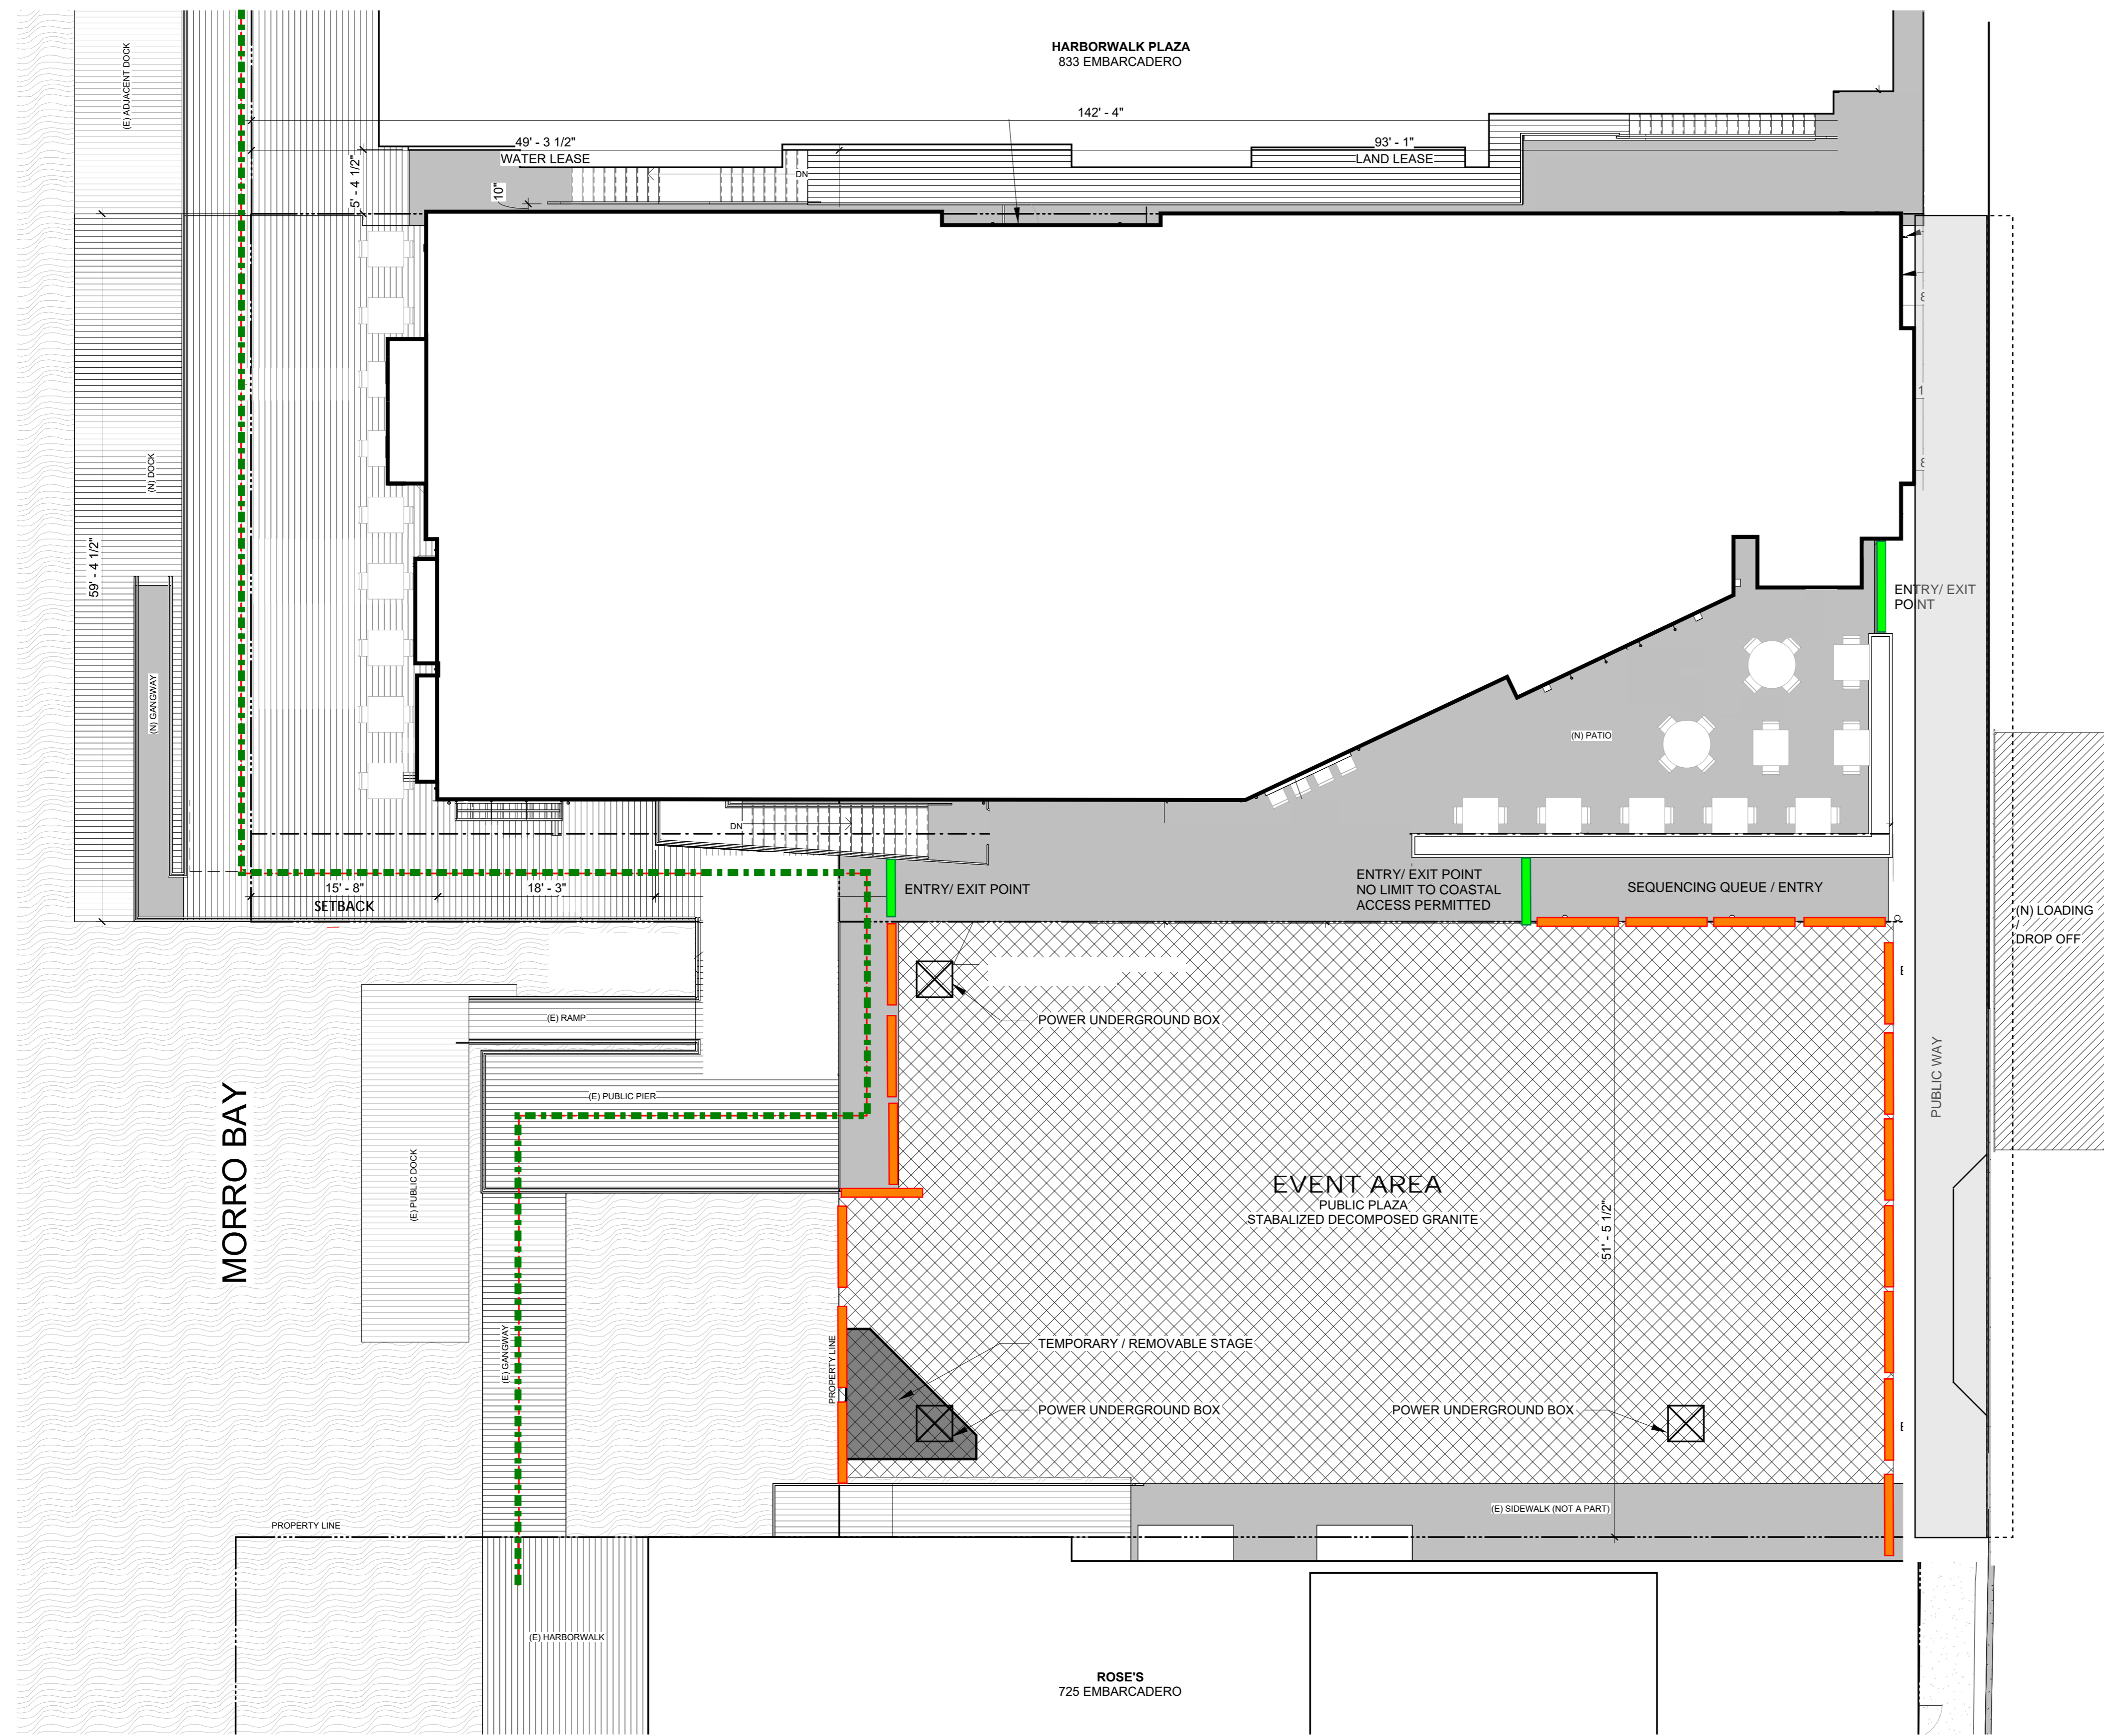 HARBORWALK PLAZA
833 EMBARCADERO
(E) ADJACENT DOCK
142' - 4"
49' - 3 1/2"
WATER LEASE
93' - 1"
LAND LEASE
5' - 4 1/2"
10"
DN
8
1
8
(N) DOCK
59' - 4 1/2"
(N) GANGWAY
ENTRY/ EXIT
POINT
(N) PATIO
DN
15' - 8"
SETBACK
18' - 3"
ENTRY/ EXIT POINT
ENTRY/ EXIT POINT
NO LIMIT TO COASTAL
ACCESS PERMITTED
SEQUENCING QUEUE / ENTRY
(N) LOADING
/
DROP OFF
E
(E) RAMP
POWER UNDERGROUND BOX
(E) PUBLIC PIER
PUBLIC WAY
MORRO BAY
(E) PUBLIC DOCK
EVENT AREA
PUBLIC PLAZA
STABALIZED DECOMPOSED GRANITE
51' - 5 1/2"
(E) GANGWAY
PROPERTY LINE
TEMPORARY / REMOVABLE STAGE
POWER UNDERGROUND BOX
POWER UNDERGROUND BOX
E
(E) SIDEWALK (NOT A PART)
PROPERTY LINE
(E) HARBORWALK
ROSE'S
725 EMBARCADERO